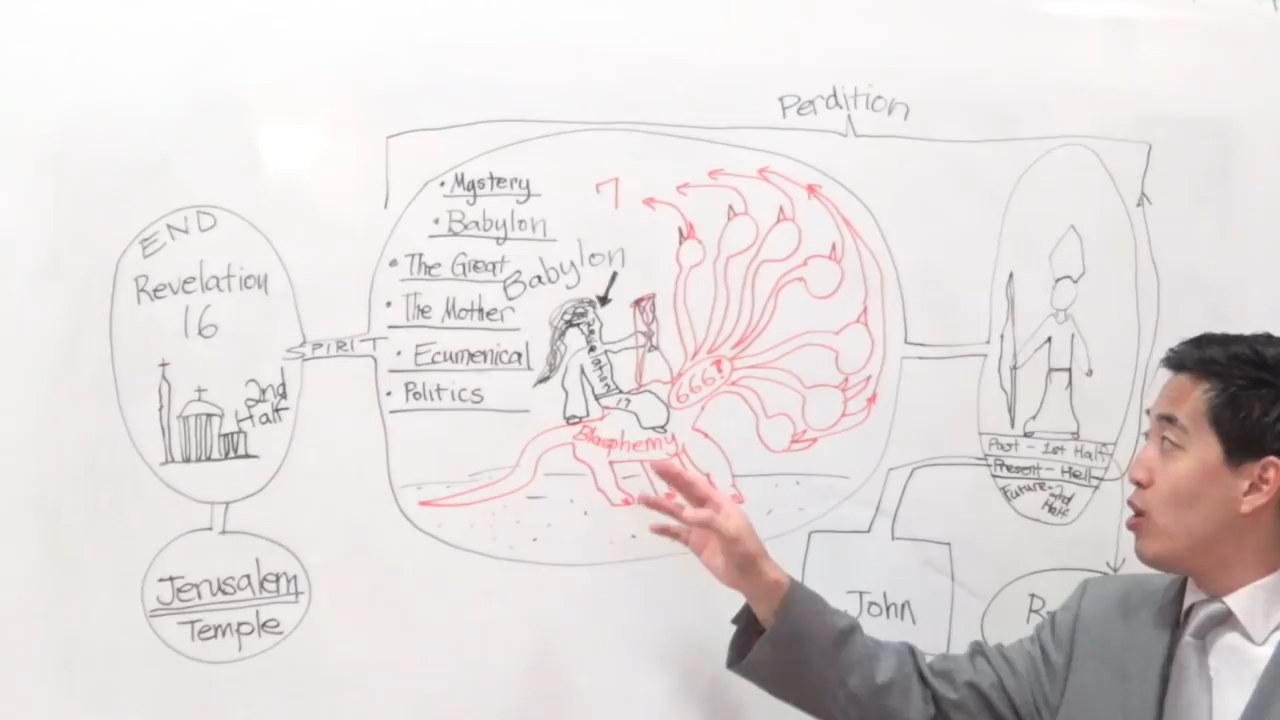 Perdition
END
Revelation
16
2nd
Half
SPIRIT
Jerusalem
Temple
• Mystery
• Babylon
• The Great
• The Mother
• Ecumenical
• Politics
7
Babylon
Revelation
17
666?
Blasphemy
Past - 1st Half
Present - Hell
Future - 2nd
Half
John
R